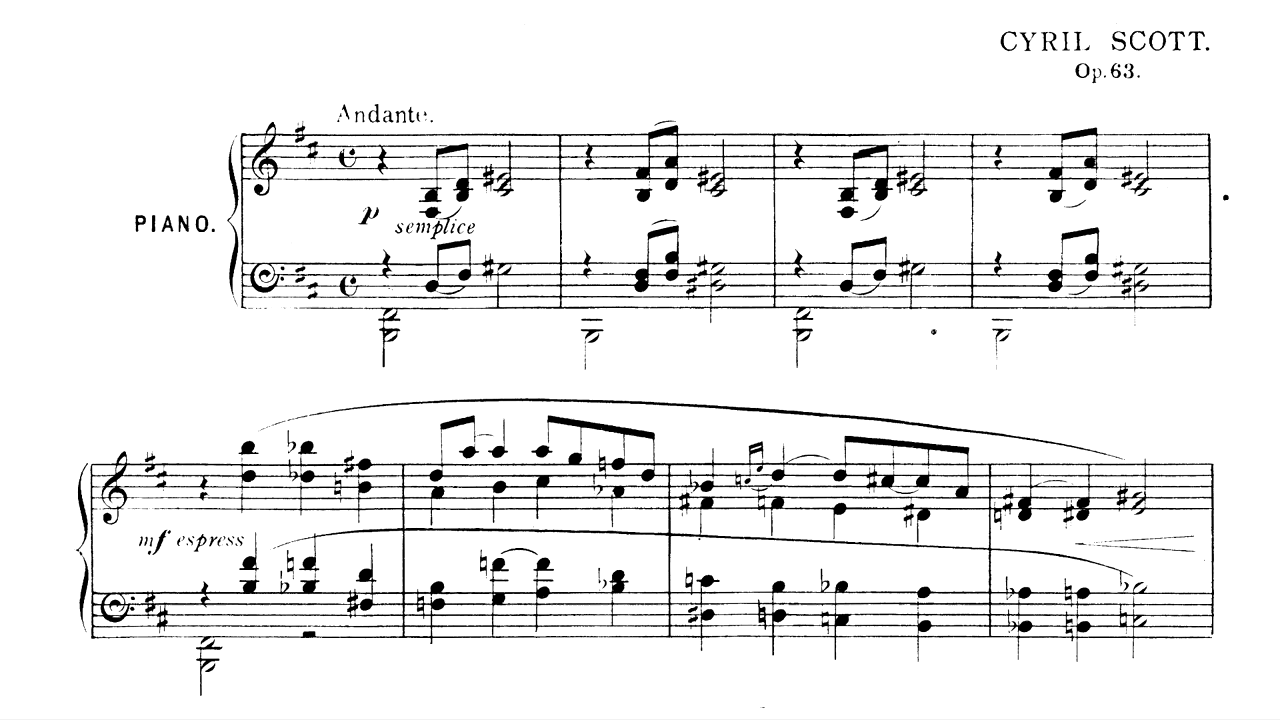 CYRIL SCOTT.
Op. 63.
Andante.
PIANO.
p
semplice
mf espress